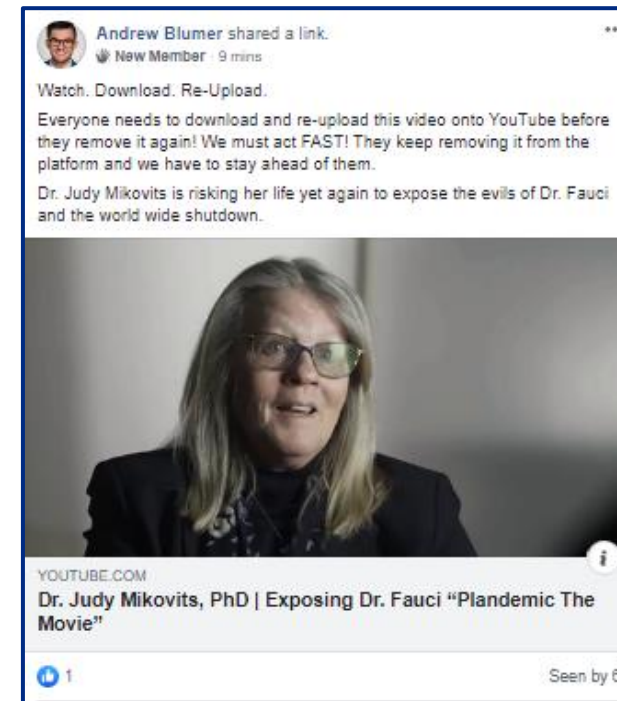 Andrew Blumer shared a link.
New Member · 9 mins
Watch. Download. Re-Upload.
Everyone needs to download and re-upload this video onto YouTube before
they remove it again! We must act FAST! They keep removing it from the
platform and we have to stay ahead of them.
Dr. Judy Mikovits is risking her life yet again to expose the evils of Dr. Fauci
and the world wide shutdown.
i
YOUTUBE.COM
Dr. Judy Mikovits, PhD | Exposing Dr. Fauci “Plandemic The
Movie”
1
Seen by 6